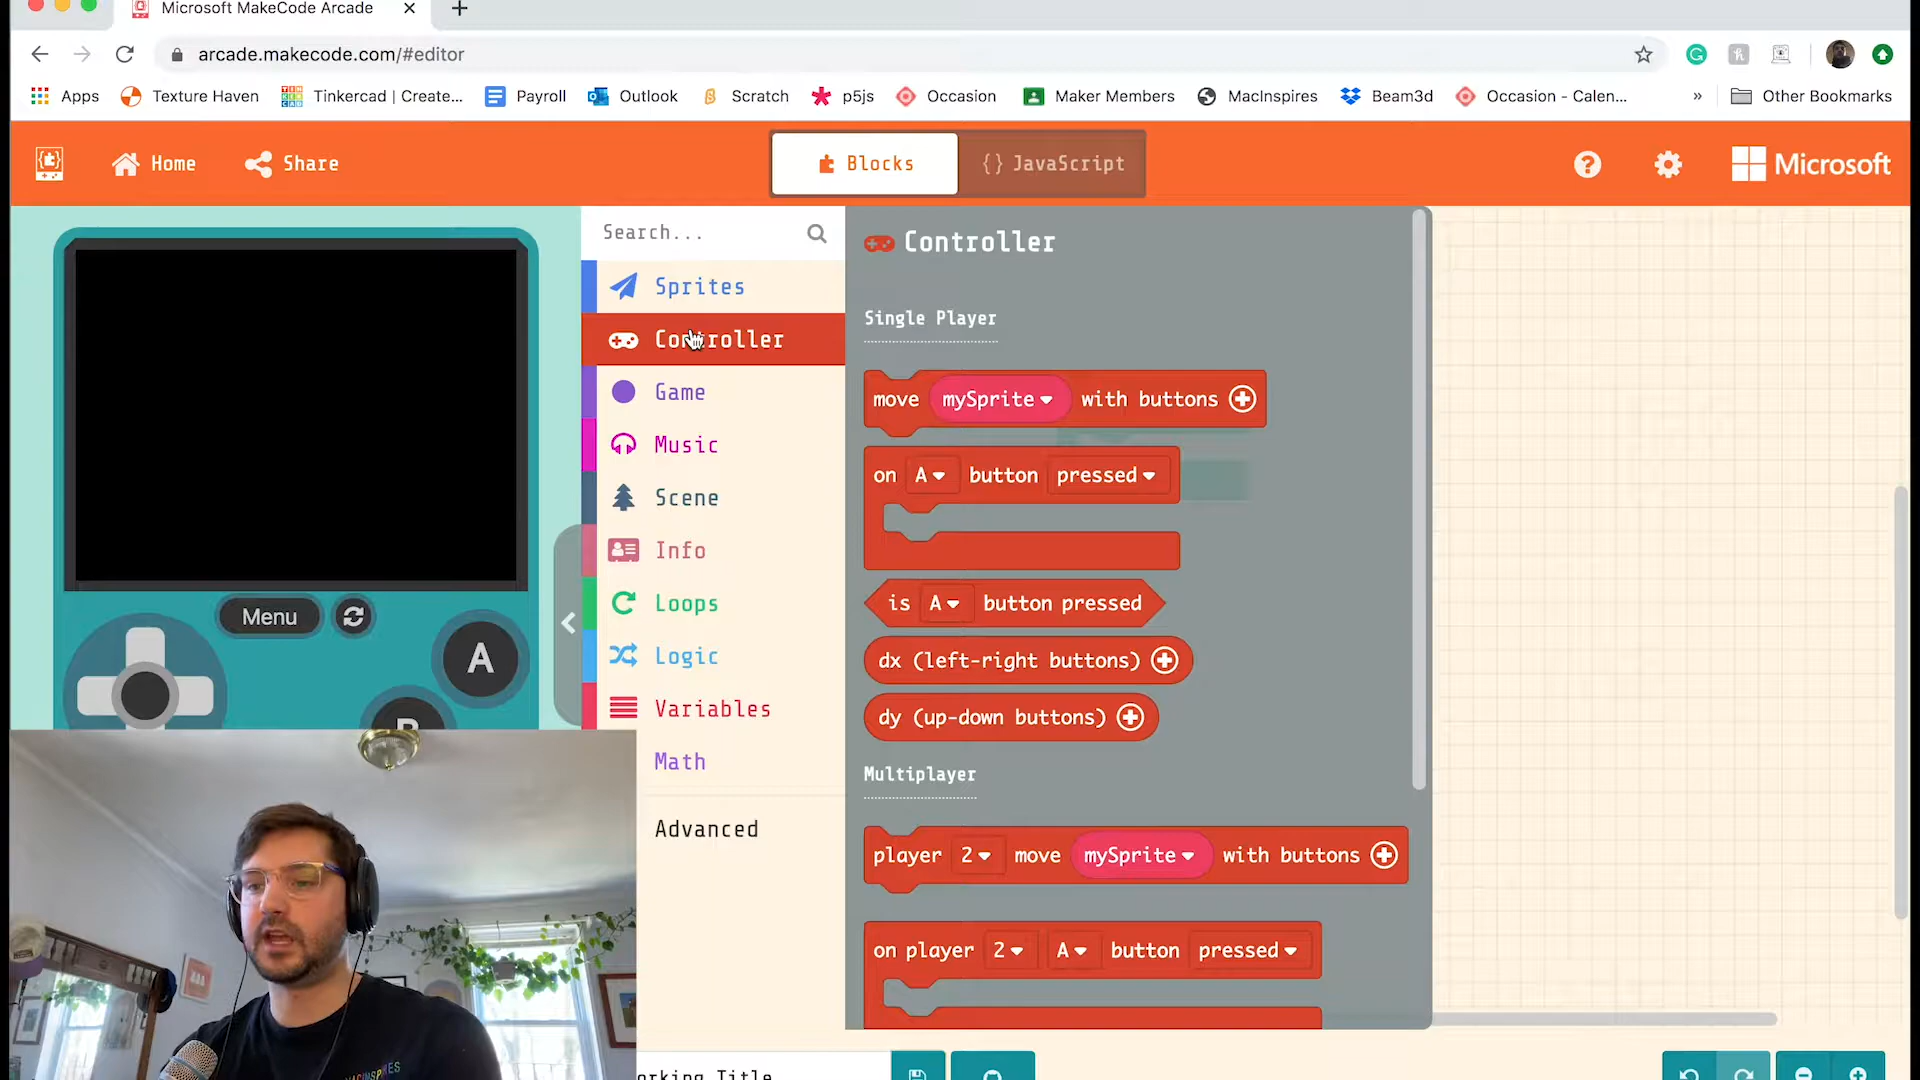 Microsoft MakeCode Arcade
arcade.makecode.com/#editor
Apps Texture Haven Tinkercad | Create... Payroll Outlook Scratch p5js Occasion Maker Members MacInspires Beam3d Occasion - Calen... » Other Bookmarks
Home Share Blocks {} JavaScript ? Microsoft
Search...
Controller
Sprites
Single Player
Controller
Game
move mySprite with buttons
Music
on A button pressed
Scene
Info
is A button pressed
Loops
Menu
dx (left-right buttons)
A
Logic
dy (up-down buttons)
Variables
B
Math
Multiplayer
Advanced
player 2 move mySprite with buttons
on player 2 A button pressed
orking Title